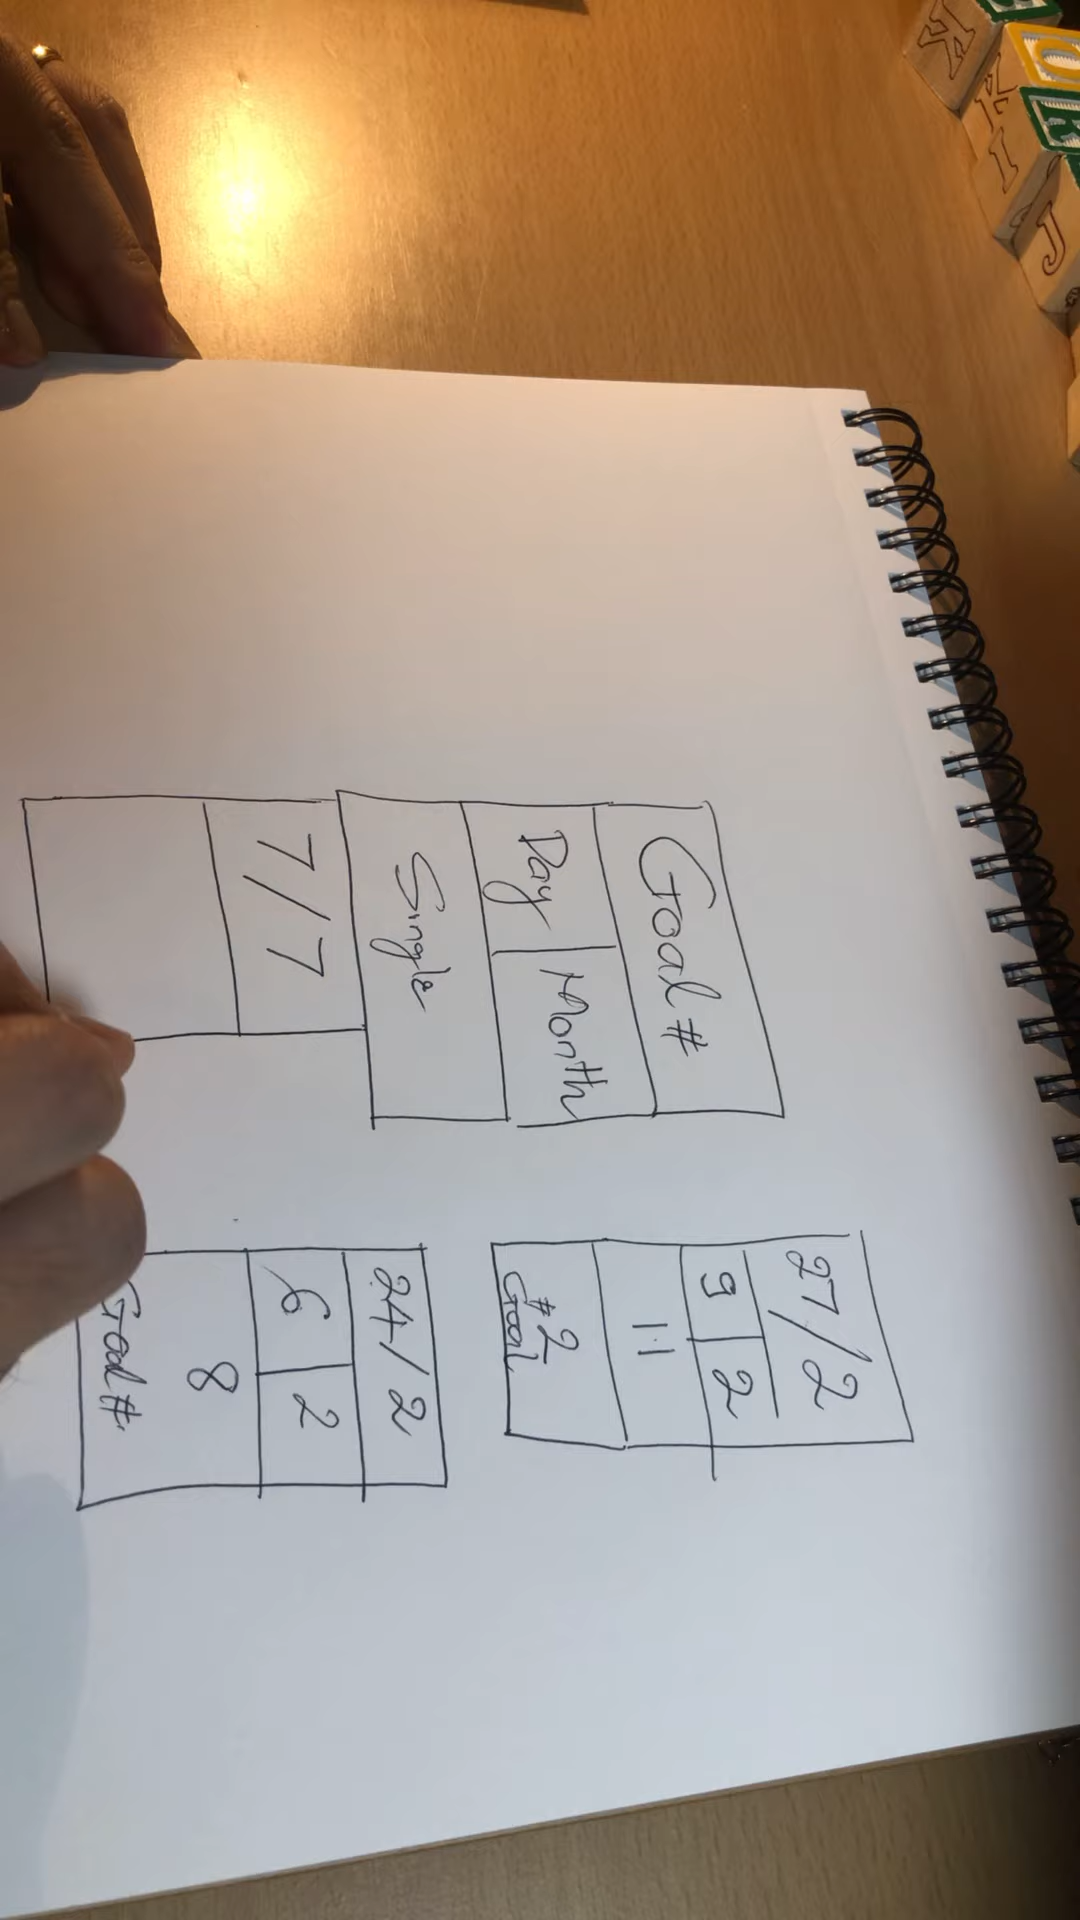 Goal #
Day Month
Single
7/7
27/2
9 2
11
#2
Goal
24/2
6 2
8
Goal #
K
O
K
R
I
J